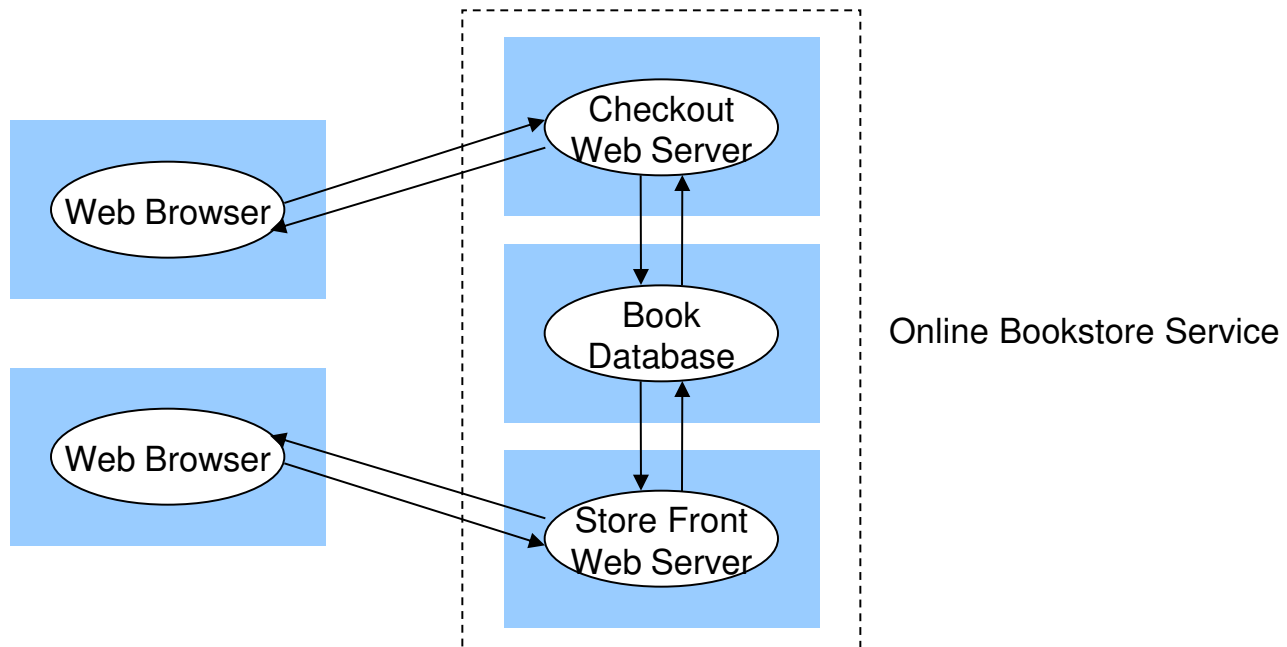 Checkout
Web Server
Web Browser
Book
Database
Online Bookstore Service
Web Browser
Store Front
Web Server